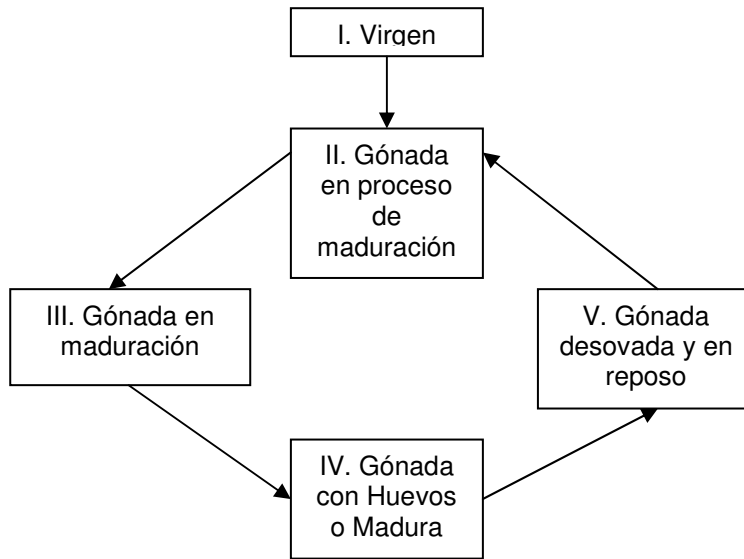 I. Virgen
II. Gónada
en proceso
de
maduración
III. Gónada en
maduración
V. Gónada
desovada y en
reposo
IV. Gónada
con Huevos
o Madura